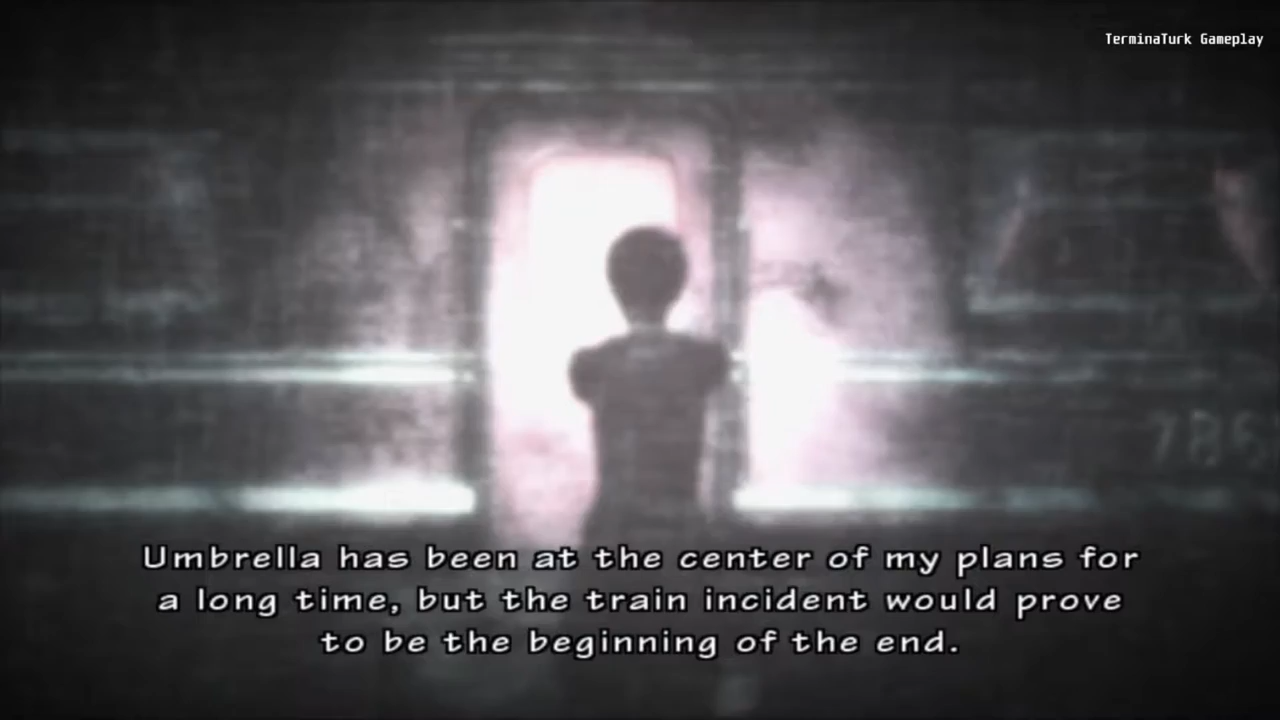 TerminaTurk Gameplay
Umbrella has been at the center of my plans for
a long time, but the train incident would prove
to be the beginning of the end.